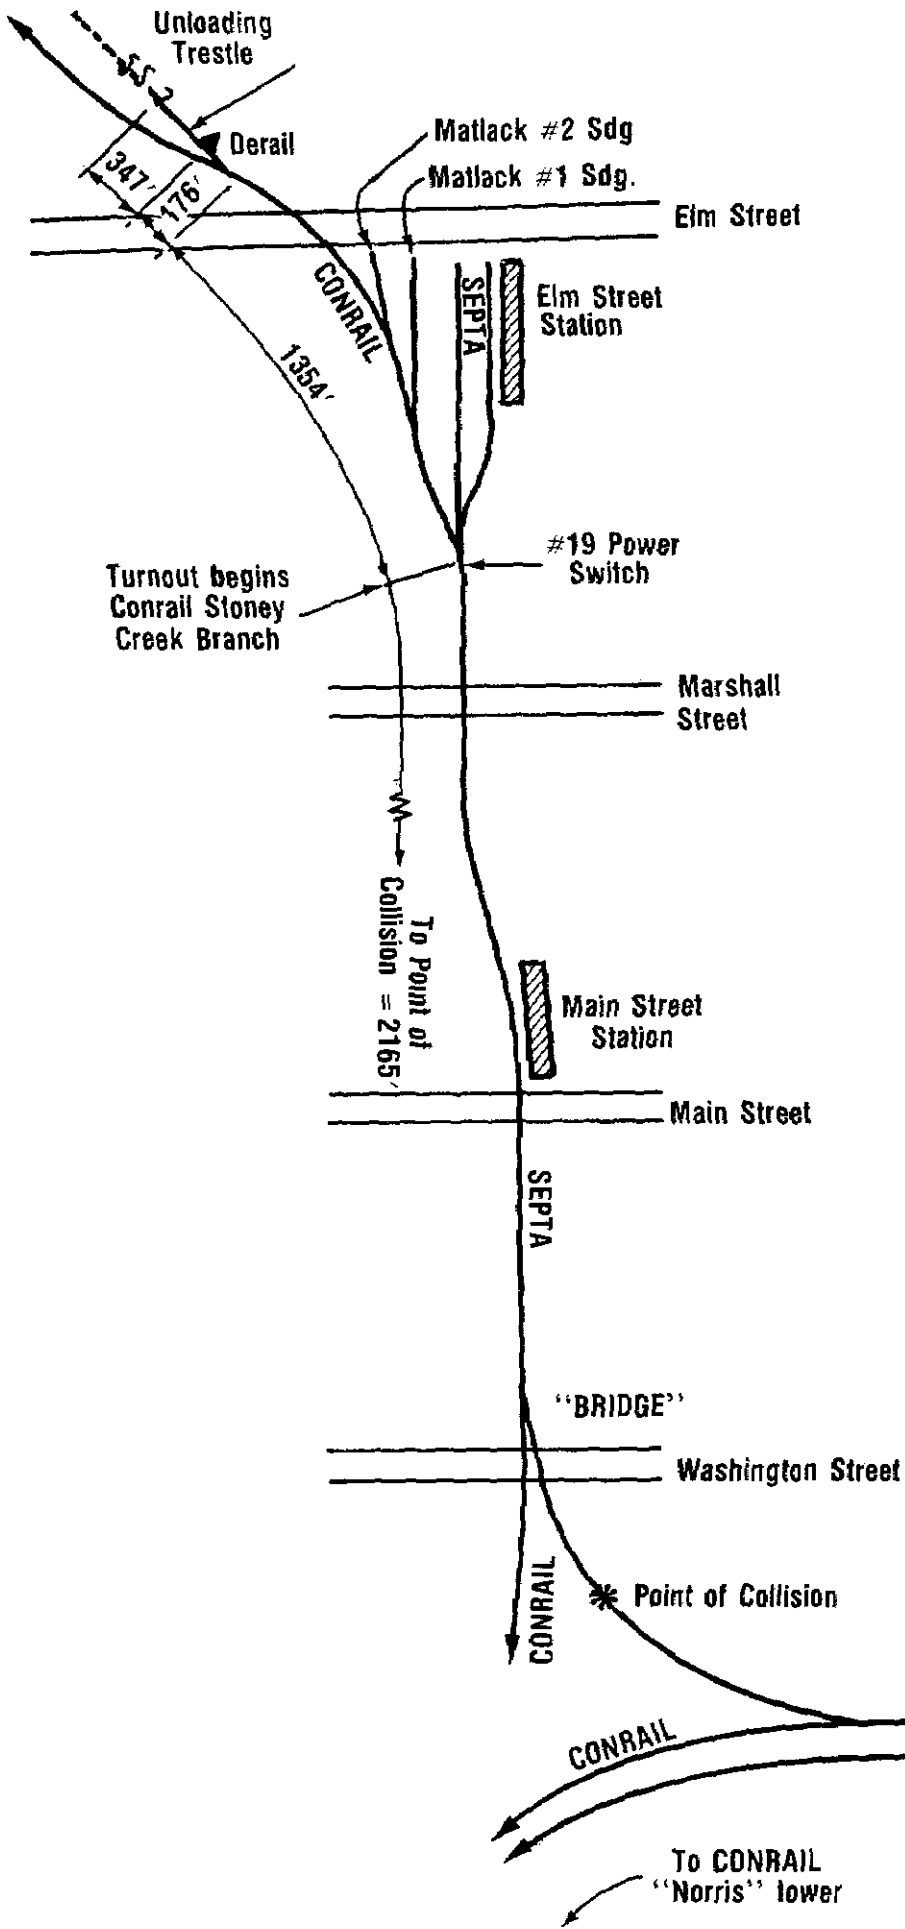 Unloading
Trestle
Derail
Matlack #2 Sdg
Matlack #1 Sdg.
347'
176'
Elm Street
CONRAIL
SEPTA
Elm Street
Station
1354'
#19 Power
Switch
Turnout begins
Conrail Stoney
Creek Branch
Marshall
Street
To Point of
Collision = 2165'
Main Street
Station
Main Street
SEPTA
"BRIDGE"
Washington Street
CONRAIL
Point of Collision
CONRAIL
To CONRAIL
"Norris" tower